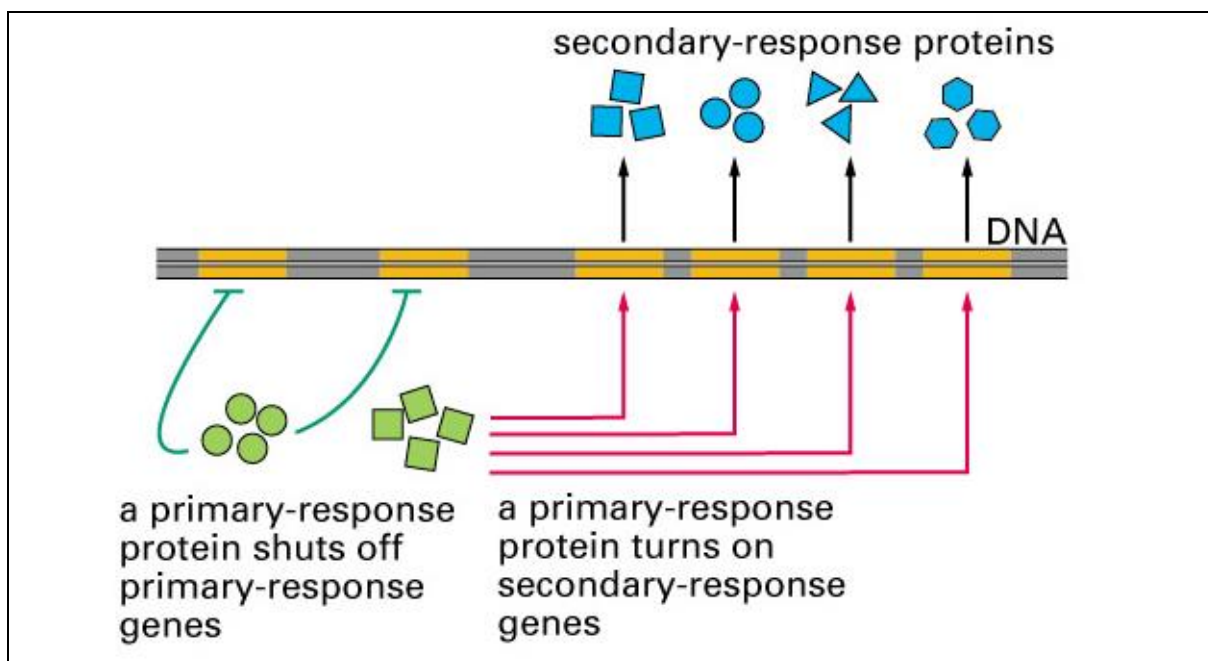 secondary-response proteins
DNA
a primary-response
protein shuts off
primary-response
genes
a primary-response
protein turns on
secondary-response
genes